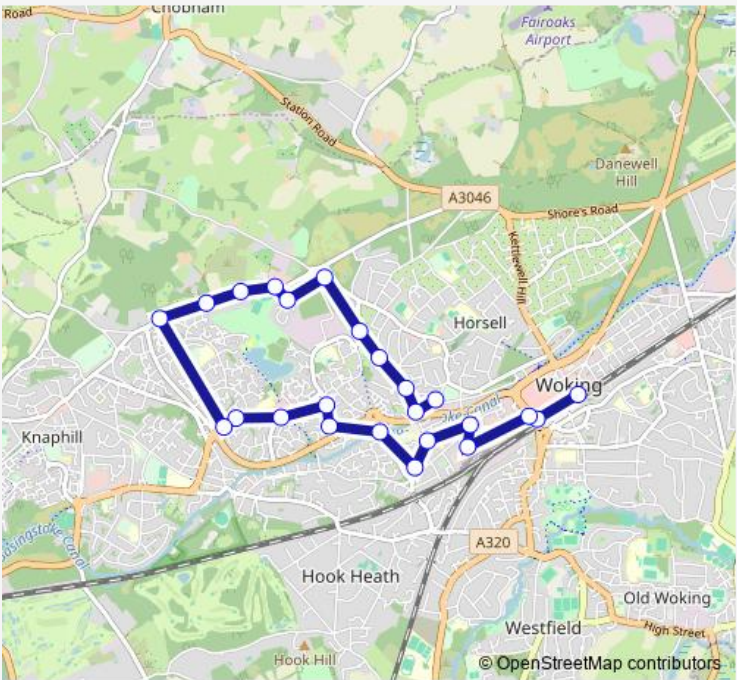 Road
Chobham
Fairoaks
Airport
Station Road
Danewell
Hill
A3046
Shore's Road
Kettlewell Hill
Horsell
Woking
Knaphill
Hook Heath
A320
Old Woking
Westfield
High Street
Hook Hill
© OpenStreetMap contributors